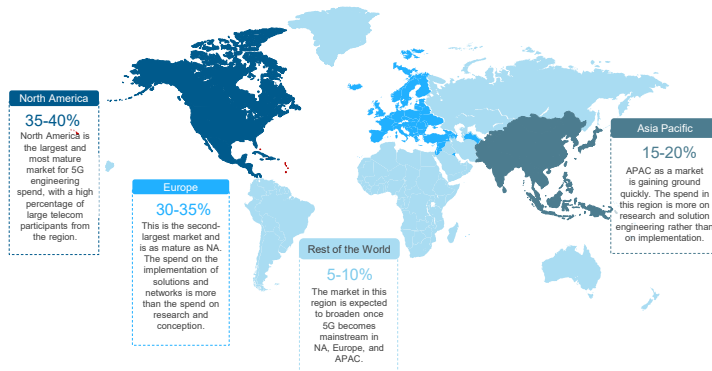 North America
35-40%
North America is
the largest and
most mature
market for 5G
engineering
spend, with a high
percentage of
large telecom
participants from
the region.
Europe
30-35%
This is the second-
largest market and
is as mature as NA.
The spend on the
implementation of
solutions and
networks is more
than the spend on
research and
conception.
Rest of the World
5-10%
The market in this
region is expected
to broaden once
5G becomes
mainstream in
NA, Europe, and
APAC.
Asia Pacific
15-20%
APAC as a market
is gaining ground
quickly. The spend in
this region is more on
research and solution
engineering rather than
on implementation.